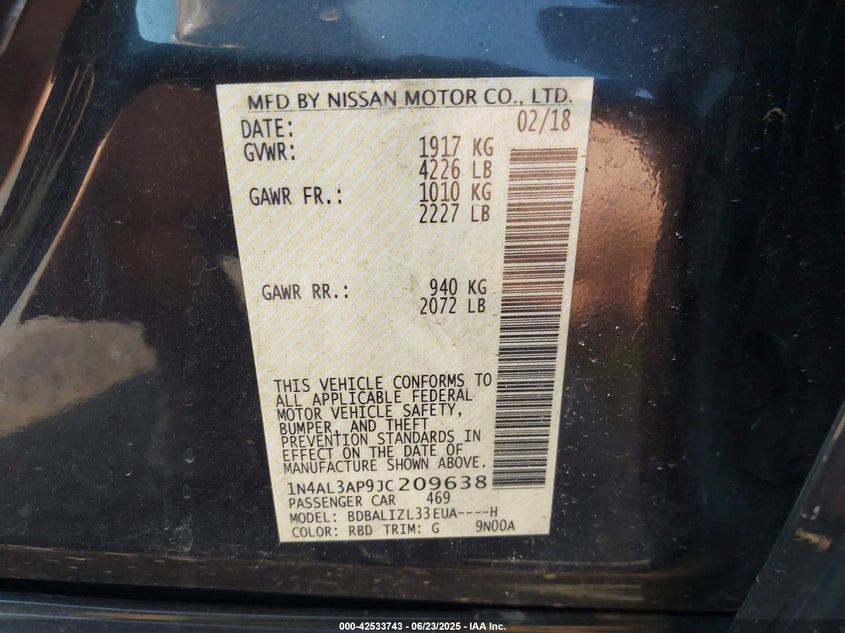 MFD BY NISSAN MOTOR CO., LTD.
DATE: 02/18
GVWR: 1917 KG
4226 LB
GAWR FR.: 1010 KG
2227 LB
GAWR RR.: 940 KG
2072 LB
THIS VEHICLE CONFORMS TO
ALL APPLICABLE FEDERAL
MOTOR VEHICLE SAFETY,
BUMPER, AND THEFT
PREVENTION STANDARDS IN
EFFECT ON THE DATE OF
MANUFACTURE SHOWN ABOVE.
1N4AL3AP9JC209638
PASSENGER CAR 469
MODEL: BDBALIZL33EUA----H
COLOR: RBD TRIM: G 9N00A
000-42533743 - 06/23/2025 - IAA Inc.